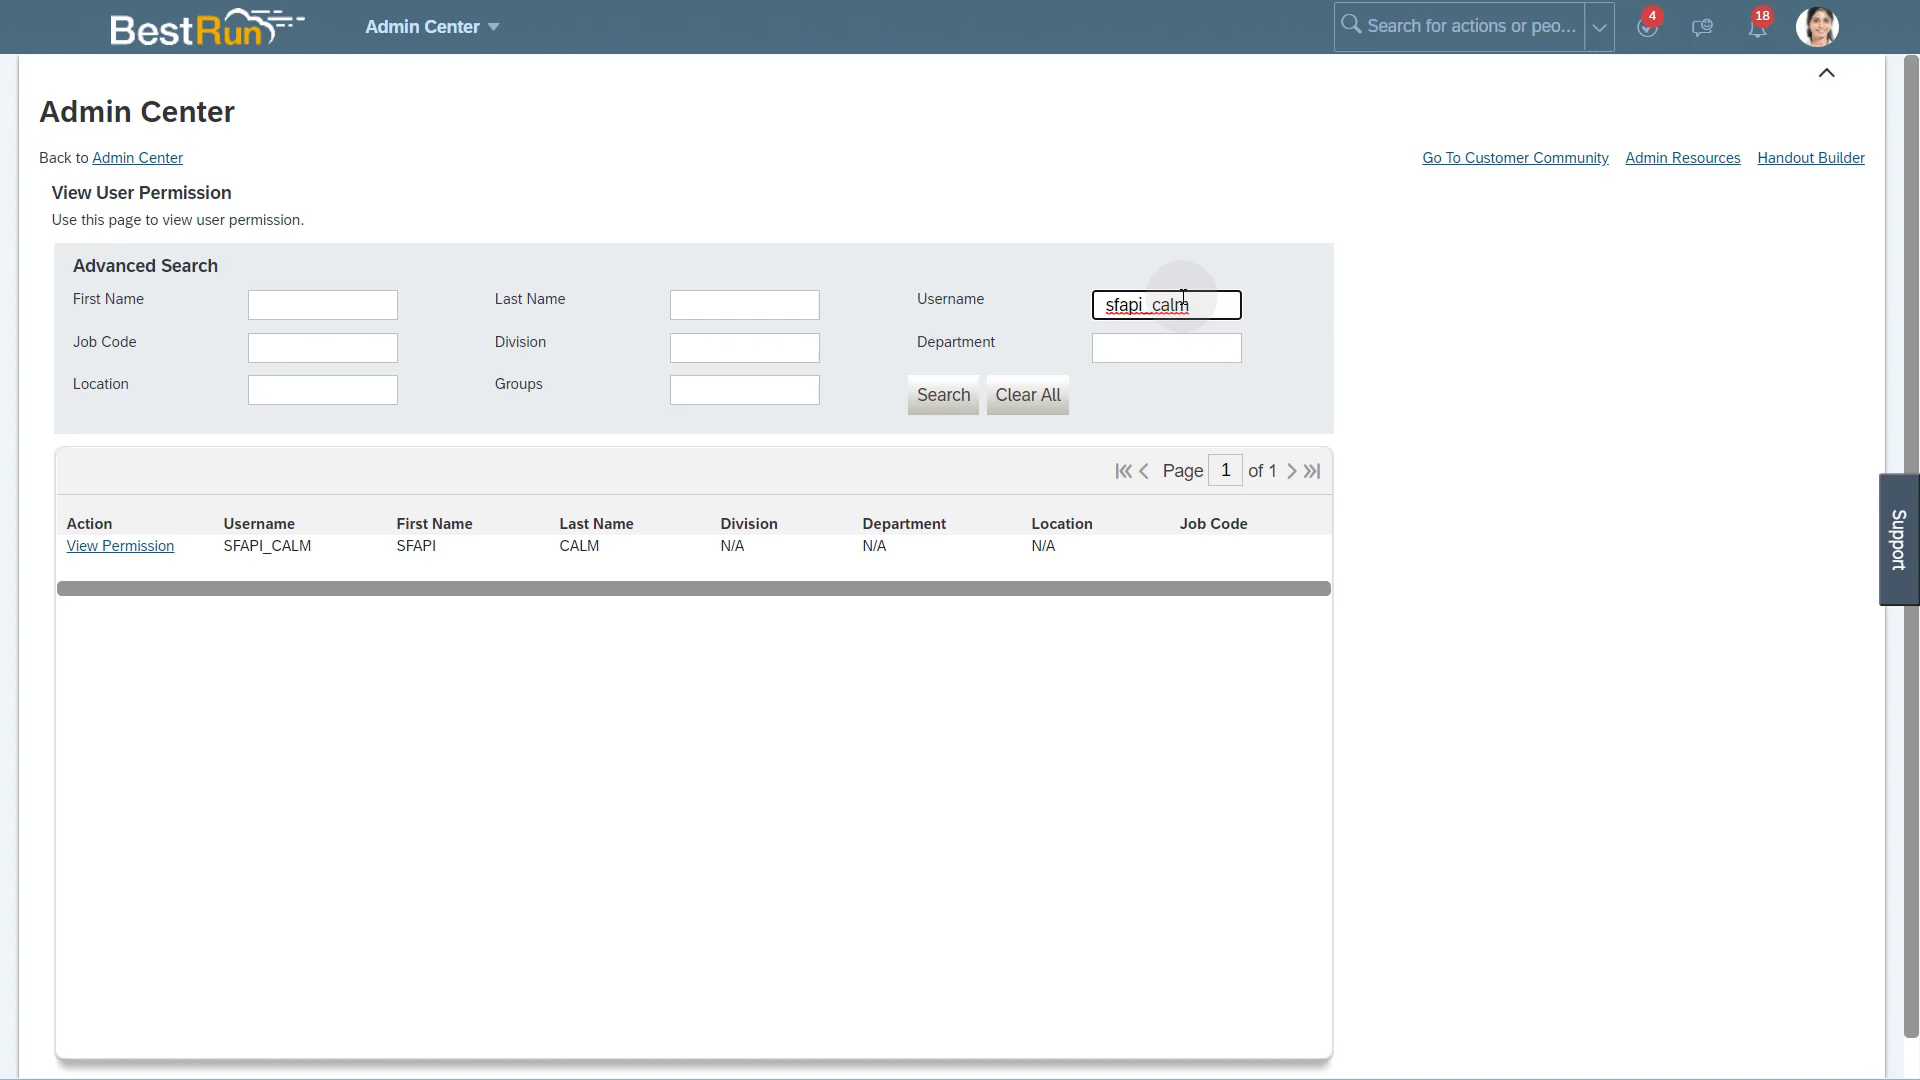 BestRun
Admin Center
Search for actions or peo...
4
18
Admin Center
Back to Admin Center
Go To Customer Community
Admin Resources
Handout Builder
View User Permission
Use this page to view user permission.
Advanced Search
First Name
Last Name
Username
sfapi_calm
Job Code
Division
Department
Location
Groups
Search
Clear All
Page 1 of 1
Action Username First Name Last Name Division Department Location Job Code
View Permission SFAPI_CALM SFAPI CALM N/A N/A N/A
Support